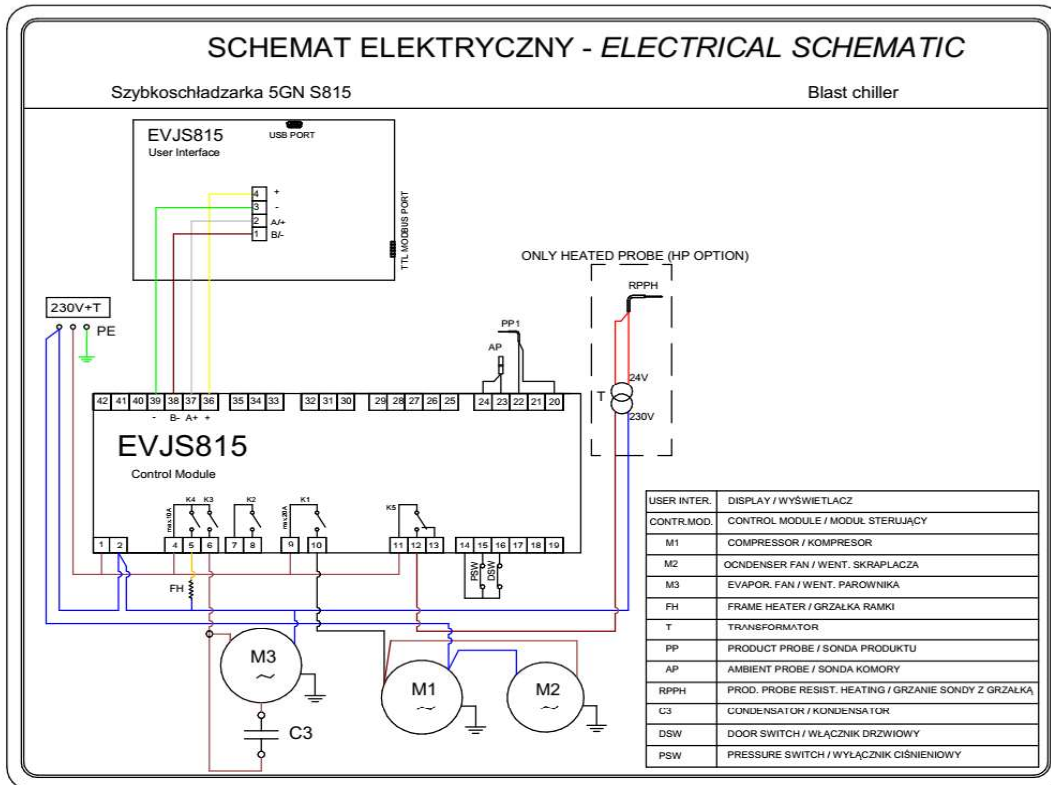 SCHEMAT ELEKTRYCZNY - ELECTRICAL SCHEMATIC
Szybkoschładzarka 5GN S815
Blast chiller
EVJS815
User Interface
USB PORT
4 +
3 -
2 A/+
1 B/-
TTL MODBUS PORT
ONLY HEATED PROBE (HP OPTION)
RPPH
230V+T
PE
PP1
AP
24V
T
230V
42 41 40 39 38 37 36 35 34 33 32 31 30 29 28 27 26 25 24 23 22 21 20
- B- A+ +
EVJS815
Control Module
K4 K3 K2 K1 K5
max10A
max20A
1 2 4 5 6 7 8 9 10 11 12 13 14 15 16 17 18 19
FH
PSW
DSW
M3
~
M1
~
M2
~
C3
USER INTER. DISPLAY / WYŚWIETLACZ
CONTR.MOD. CONTROL MODULE / MODUŁ STERUJĄCY
M1 COMPRESSOR / KOMPRESOR
M2 OCNDENSER FAN / WENT. SKRAPLACZA
M3 EVAPOR. FAN / WENT. PAROWNIKA
FH FRAME HEATER / GRZAŁKA RAMKI
T TRANSFORMATOR
PP PRODUCT PROBE / SONDA PRODUKTU
AP AMBIENT PROBE / SONDA KOMORY
RPPH PROD. PROBE RESIST. HEATING / GRZANIE SONDY Z GRZAŁKĄ
C3 CONDENSATOR / KONDENSATOR
DSW DOOR SWITCH / WŁĄCZNIK DRZWIOWY
PSW PRESSURE SWITCH / WYŁĄCZNIK CIŚNIENIOWY